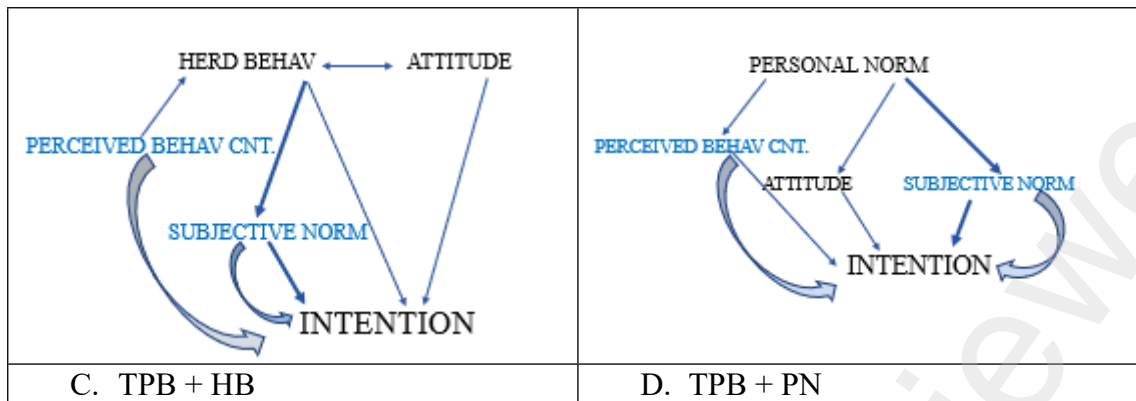 HERD BEHAV
ATTITUDE
PERCEIVED BEHAV CNT.
SUBJECTIVE NORM
INTENTION
C. TPB + HB
PERSONAL NORM
PERCEIVED BEHAV CNT.
ATTITUDE
SUBJECTIVE NORM
INTENTION
D. TPB + PN